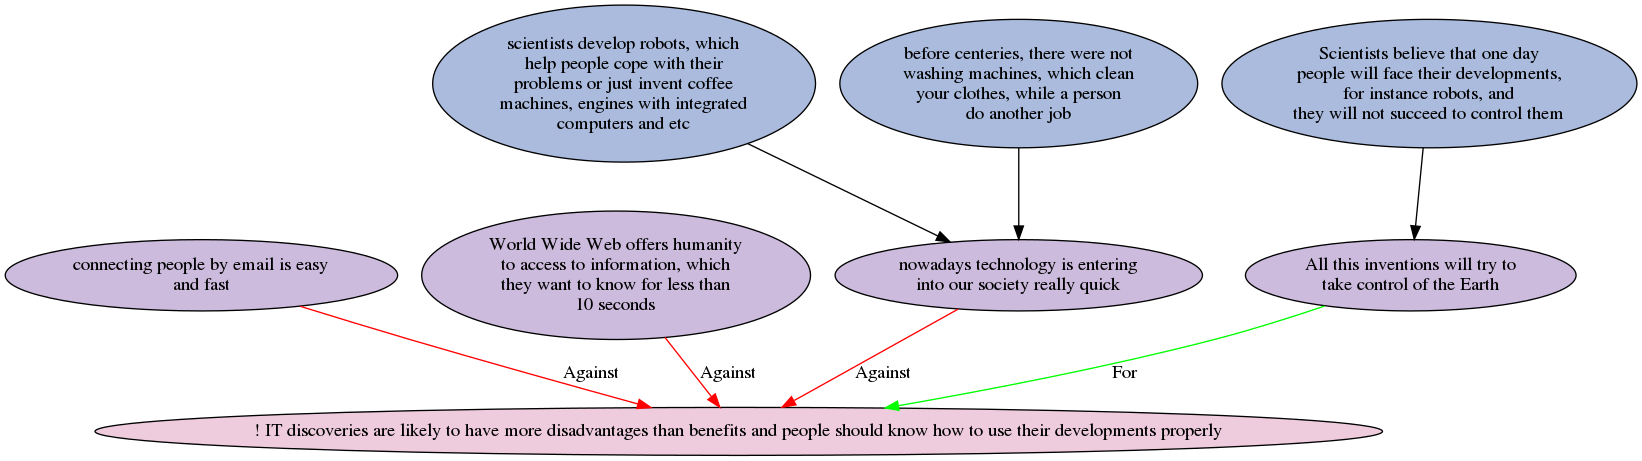 scientists develop robots, which
help people cope with their
problems or just invent coffee
machines, engines with integrated
computers and etc
before centeries, there were not
washing machines, which clean
your clothes, while a person
do another job
Scientists believe that one day
people will face their developments,
for instance robots, and
they will not succeed to control them
connecting people by email is easy
and fast
World Wide Web offers humanity
to access to information, which
they want to know for less than
10 seconds
nowadays technology is entering
into our society really quick
All this inventions will try to
take control of the Earth
Against
Against
Against
For
! IT discoveries are likely to have more disadvantages than benefits and people should know how to use their developments properly